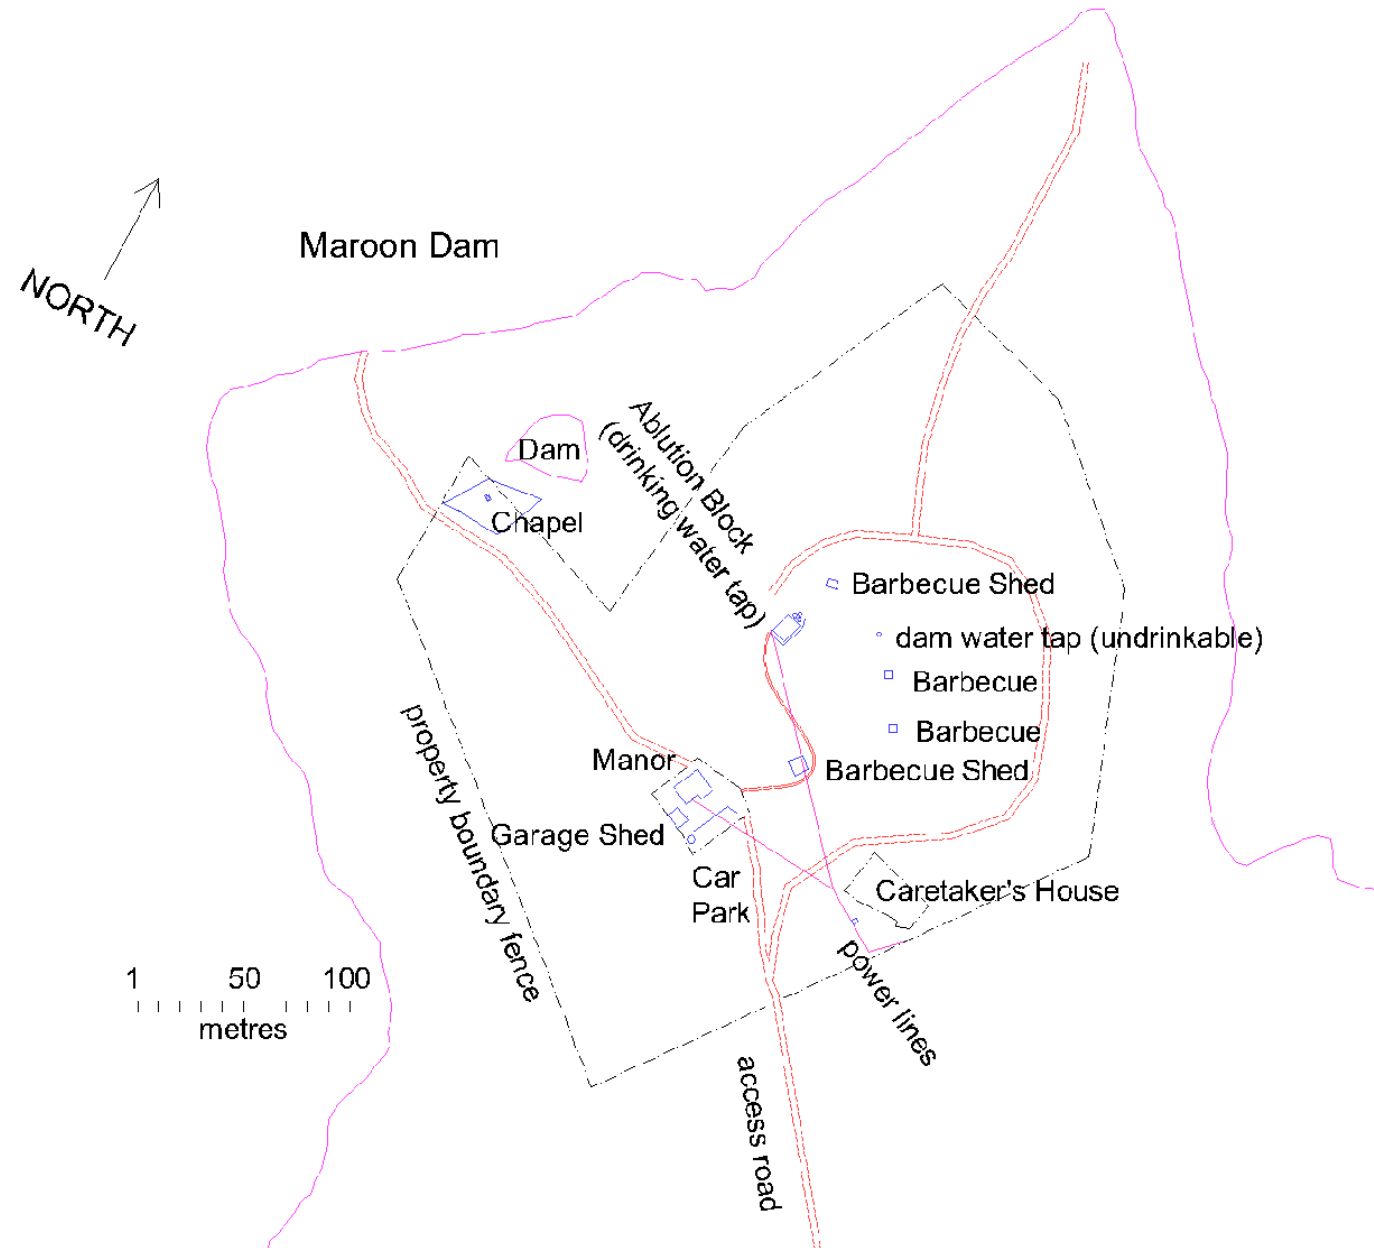 NORTH
Maroon Dam
Dam
Chapel
Ablution Block
(drinking water tap)
Barbecue Shed
dam water tap (undrinkable)
Barbecue
Barbecue
Barbecue Shed
Manor
Garage Shed
Car
Park
Caretaker's House
property boundary fence
power lines
access road
1 50 100
metres